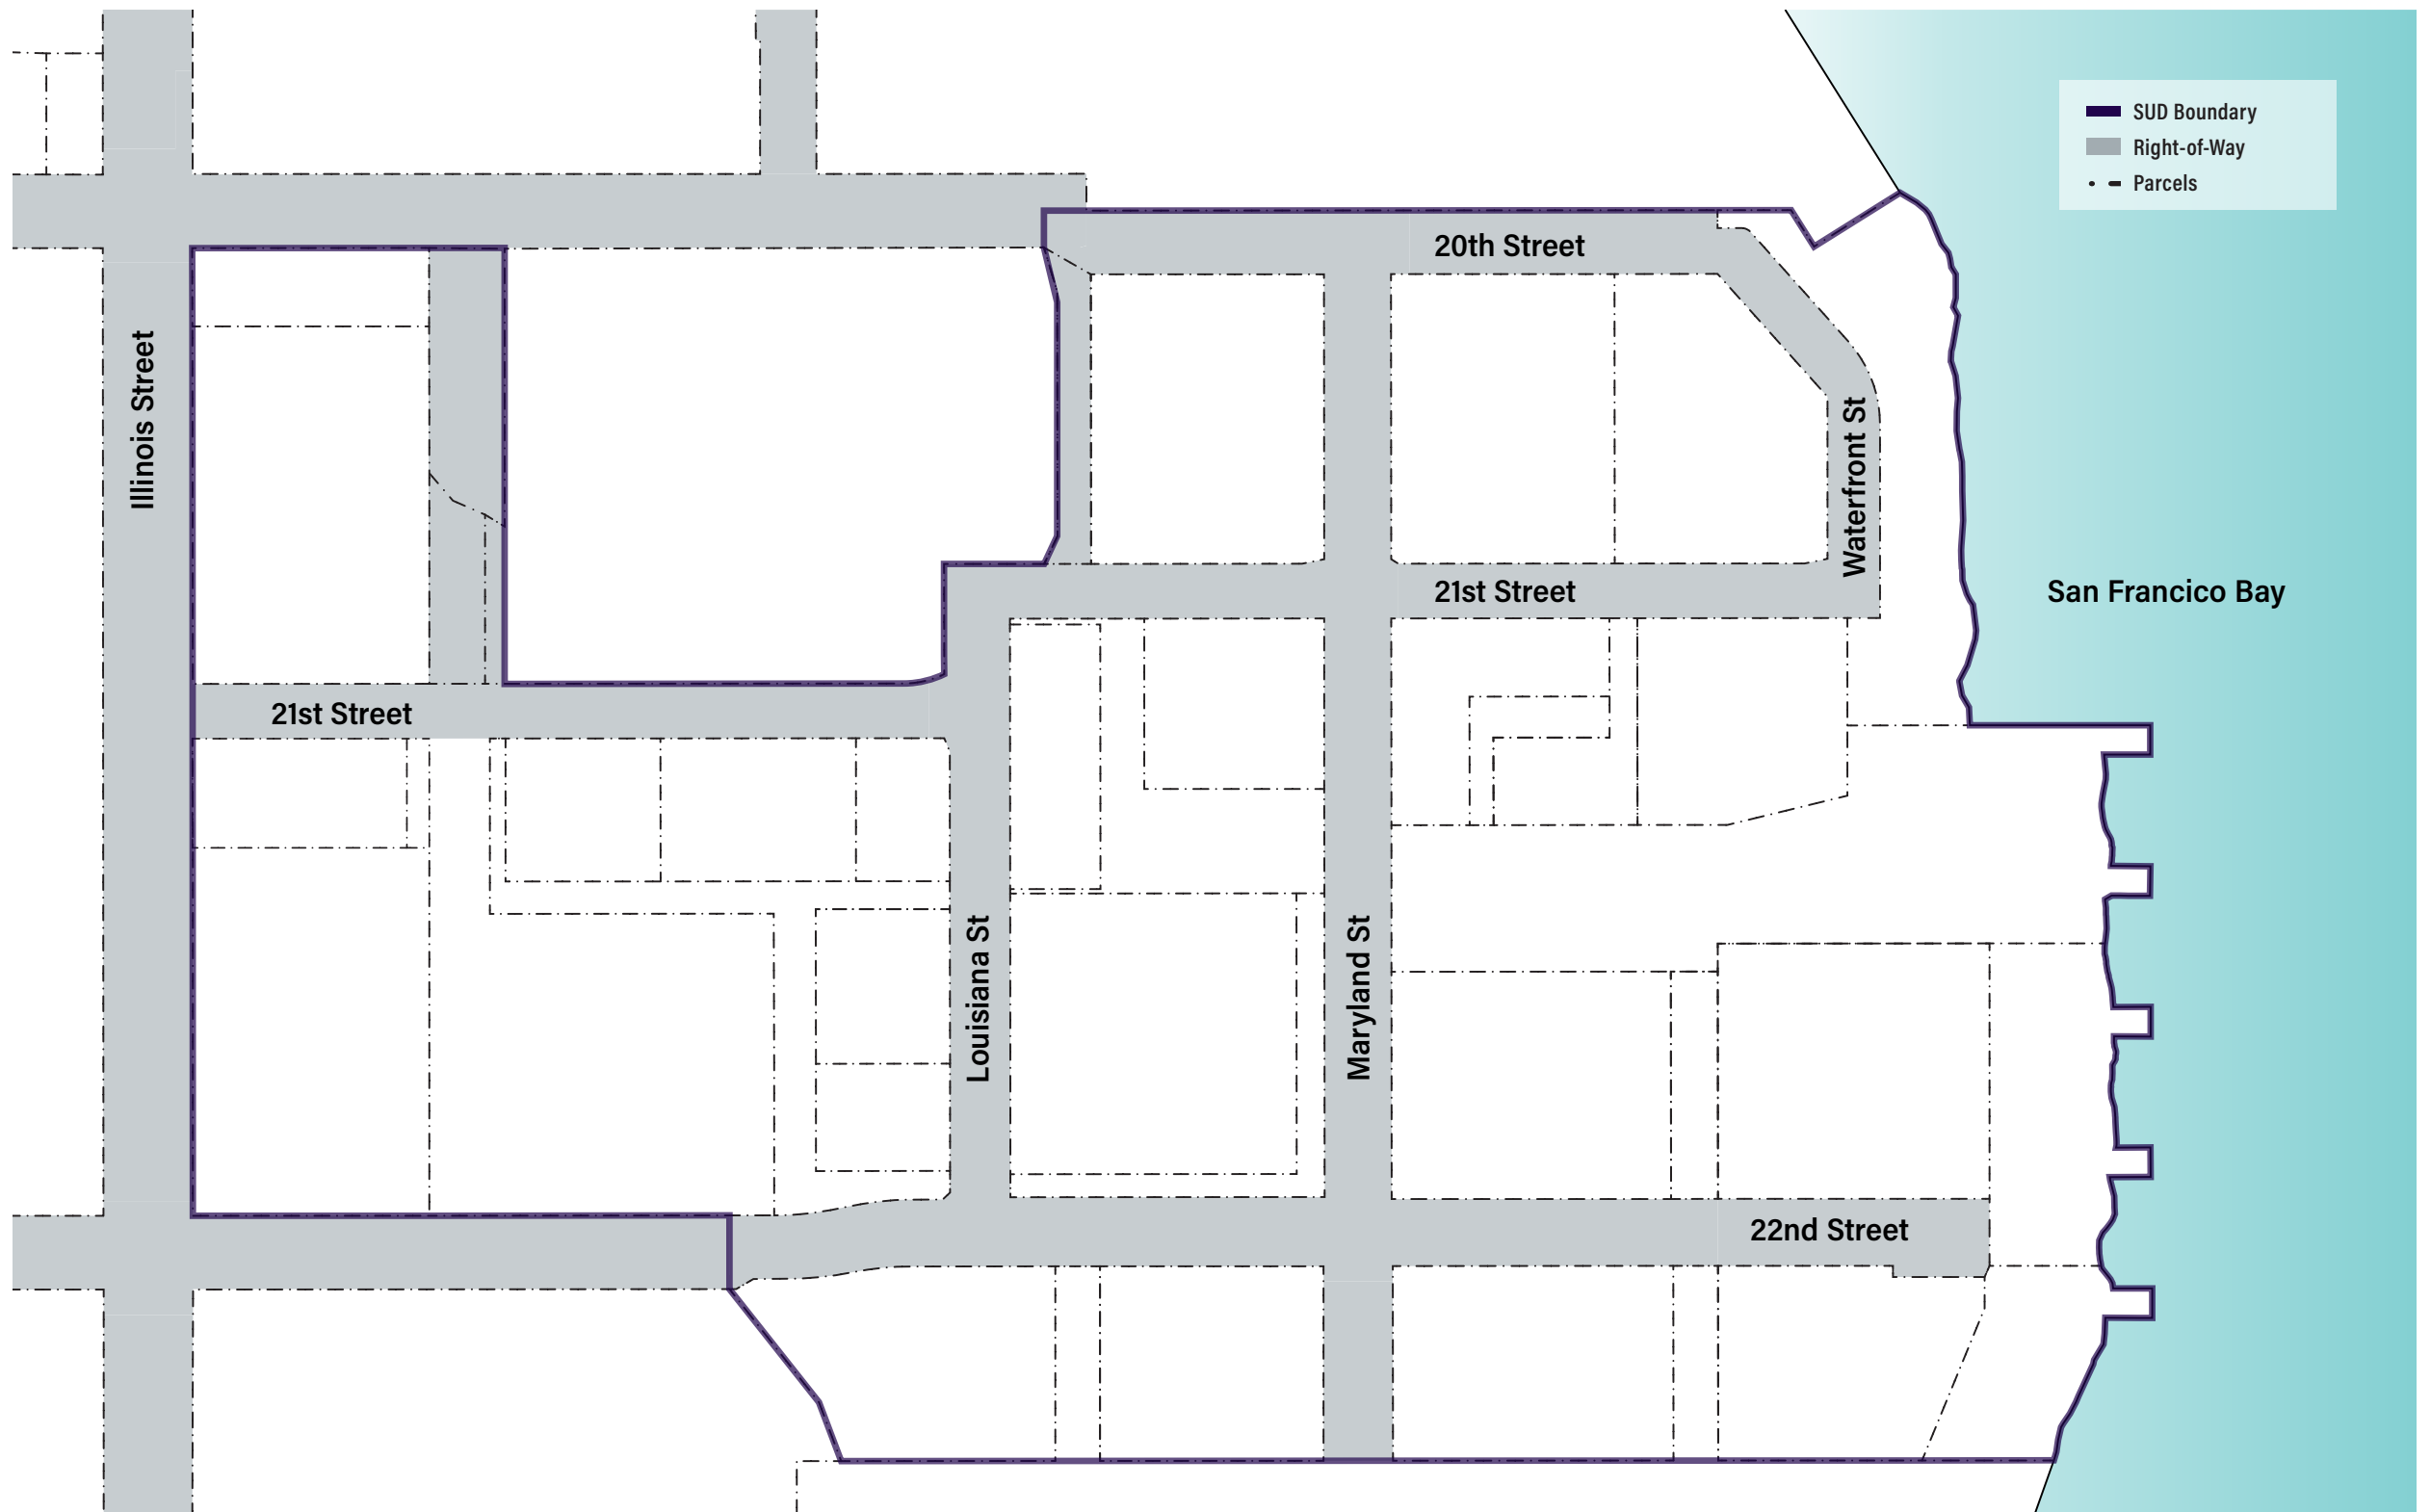 SUD Boundary
Right-of-Way
Parcels
20th Street
Illinois Street
Waterfront St
21st Street
San Francico Bay
21st Street
Louisiana St
Maryland St
22nd Street